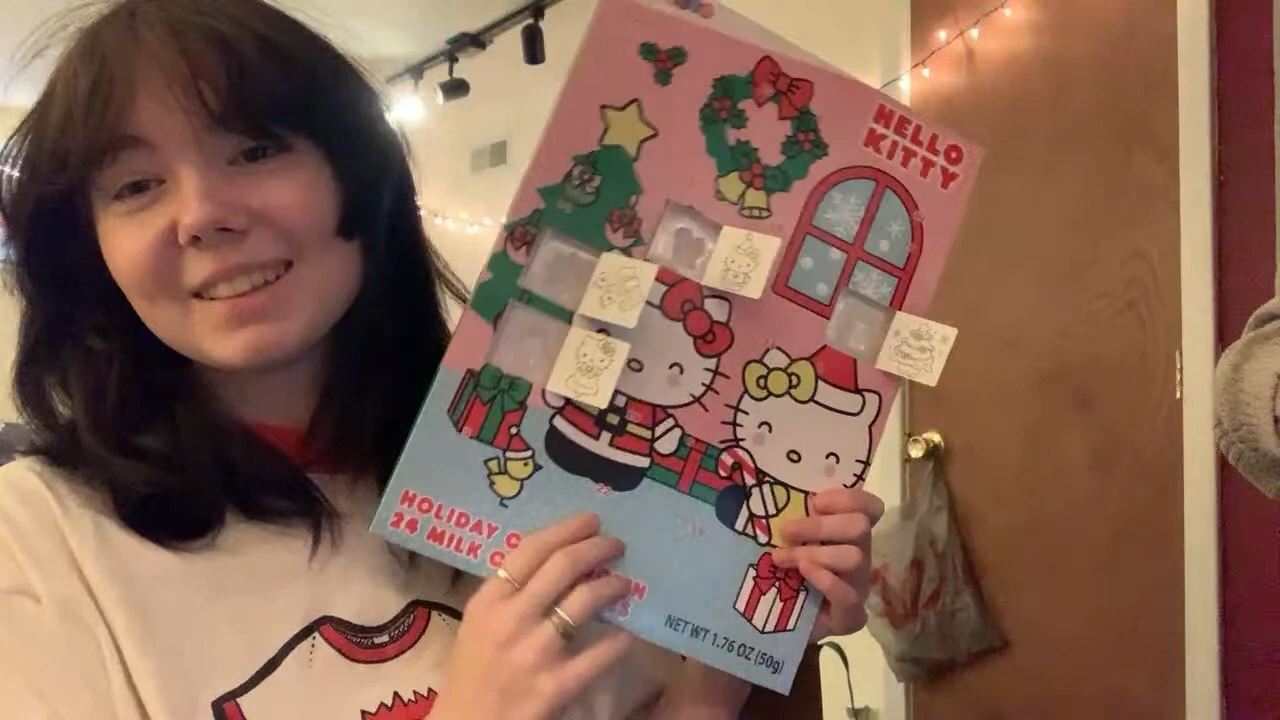 HELLO
KITTY
HOLIDAY
24 MILK
NET WT 1.76 OZ (50g)